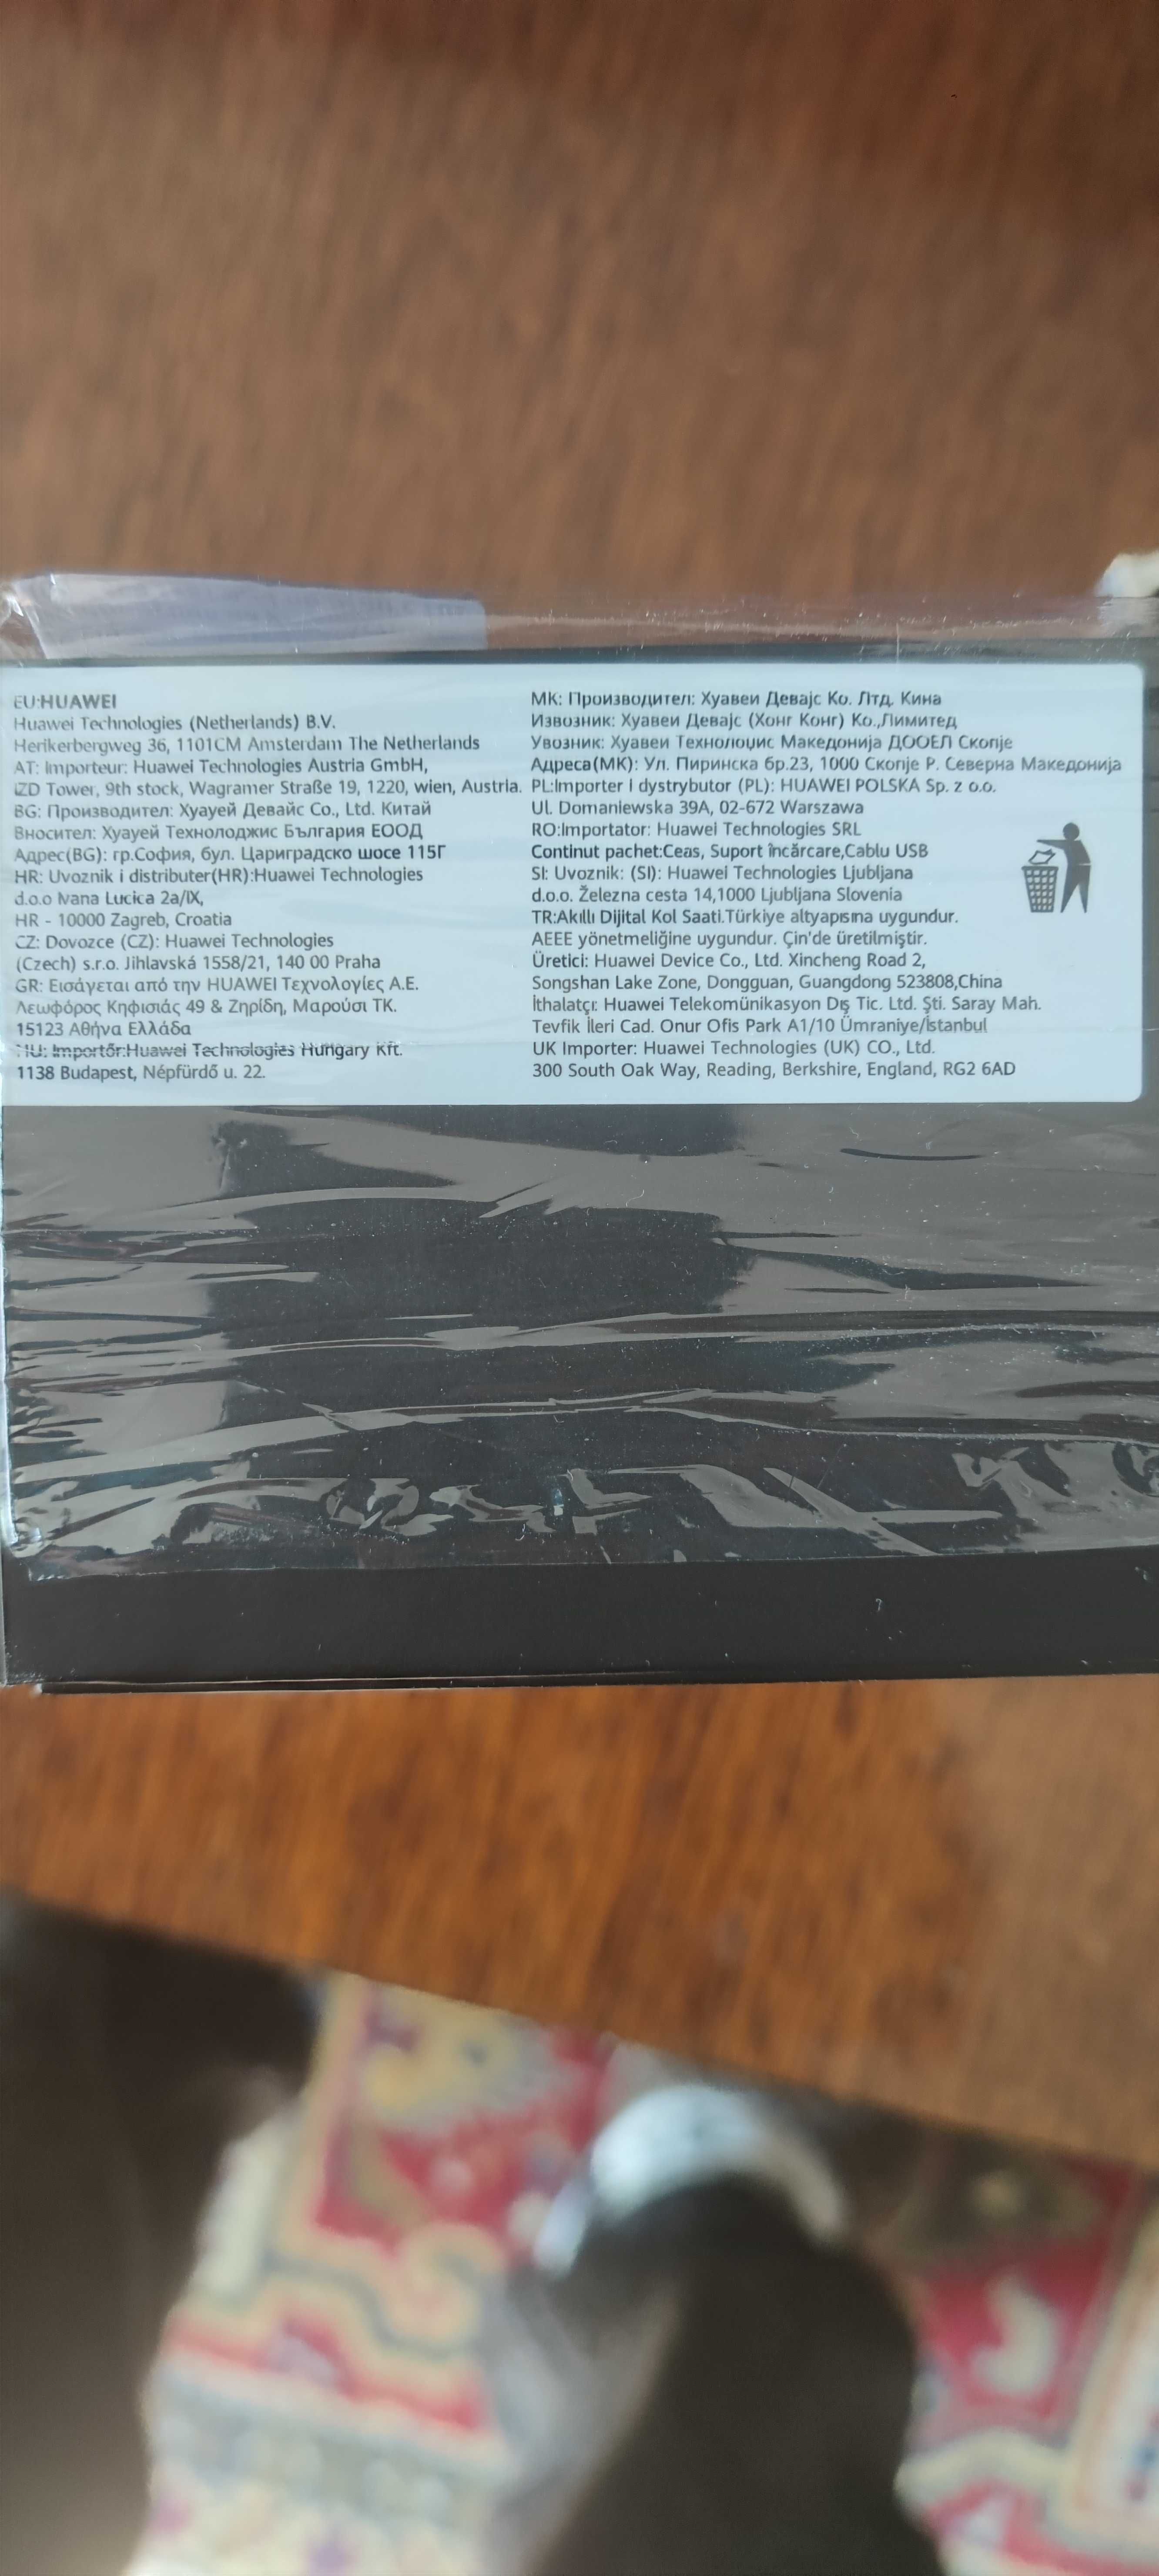 EU:HUAWEI
Huawei Technologies (Netherlands) B.V.
Herikerbergweg 36, 1101CM Amsterdam The Netherlands
AT: Importeur: Huawei Technologies Austria GmbH,
IZD Tower, 9th stock, Wagramer Straße 19, 1220, wien, Austria.
BG: Производител: Хуауей Девайс Co., Ltd. Китай
Вносител: Хуауей Технолоджис България ЕООД
Адрес(BG): гр.София, бул. Цариградско шосе 115Г
HR: Uvoznik i distributer(HR):Huawei Technologies
d.o.o Ivana Lucica 2a/IX,
HR - 10000 Zagreb, Croatia
CZ: Dovozce (CZ): Huawei Technologies
(Czech) s.r.o. Jihlavská 1558/21, 140 00 Praha
GR: Εισάγεται από την HUAWEI Τεχνολογίες Α.Ε.
Λεωφόρος Κηφισιάς 49 & Ζηρίδη, Μαρούσι ΤΚ.
15123 Αθήνα Ελλάδα
HU: Importőr:Huawei Technologies Hungary Kft.
1138 Budapest, Népfürdő u. 22.
MK: Производител: Хуавеи Девајс Ко. Лтд. Кина
Извозник: Хуавеи Девајс (Хонг Конг) Ко.,Лимитед
Увозник: Хуавеи Технолоџис Македонија ДООЕЛ Скопје
Адреса(МК): Ул. Пиринска бр.23, 1000 Скопје Р. Северна Македонија
PL:Importer I dystrybutor (PL): HUAWEI POLSKA Sp. z o.o.
Ul. Domaniewska 39A, 02-672 Warszawa
RO:Importator: Huawei Technologies SRL
Continut pachet:Ceas, Suport încărcare,Cablu USB
SI: Uvoznik: (SI): Huawei Technologies Ljubljana
d.o.o. Železna cesta 14,1000 Ljubljana Slovenia
TR:Akıllı Dijital Kol Saati.Türkiye altyapısına uygundur.
AEEE yönetmeliğine uygundur. Çin'de üretilmiştir.
Üretici: Huawei Device Co., Ltd. Xincheng Road 2,
Songshan Lake Zone, Dongguan, Guangdong 523808,China
İthalatçı: Huawei Telekomünikasyon Dış Tic. Ltd. Şti. Saray Mah.
Tevfik İleri Cad. Onur Ofis Park A1/10 Ümraniye/İstanbul
UK Importer: Huawei Technologies (UK) CO., Ltd.
300 South Oak Way, Reading, Berkshire, England, RG2 6AD